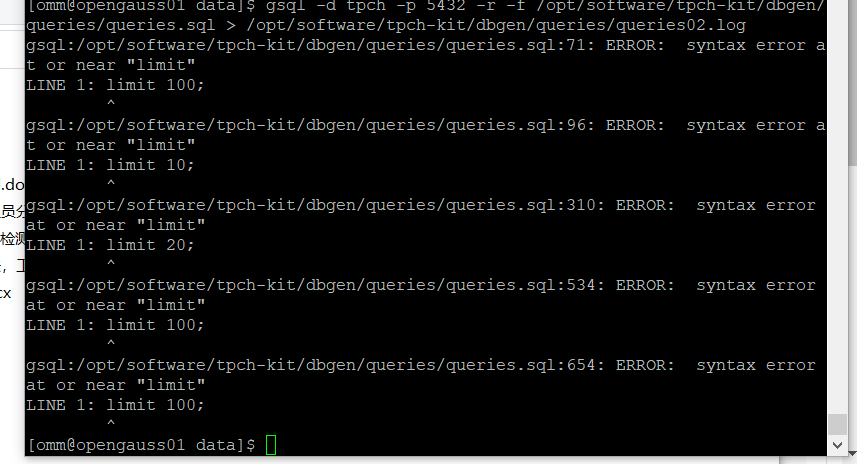 [omm@opengauss01 data]$ gsql -d tpch -p 5432 -r -f /opt/software/tpch-kit/dbgen/
queries/queries.sql > /opt/software/tpch-kit/dbgen/queries/queries02.log
gsql:/opt/software/tpch-kit/dbgen/queries/queries.sql:71: ERROR:  syntax error a
t or near "limit"
LINE 1: limit 100;
        ^
gsql:/opt/software/tpch-kit/dbgen/queries/queries.sql:96: ERROR:  syntax error a
t or near "limit"
LINE 1: limit 10;
        ^
gsql:/opt/software/tpch-kit/dbgen/queries/queries.sql:310: ERROR:  syntax error
at or near "limit"
LINE 1: limit 20;
        ^
gsql:/opt/software/tpch-kit/dbgen/queries/queries.sql:534: ERROR:  syntax error
at or near "limit"
LINE 1: limit 100;
        ^
gsql:/opt/software/tpch-kit/dbgen/queries/queries.sql:654: ERROR:  syntax error
at or near "limit"
LINE 1: limit 100;
        ^
[omm@opengauss01 data]$
.do
员分
检测
cx